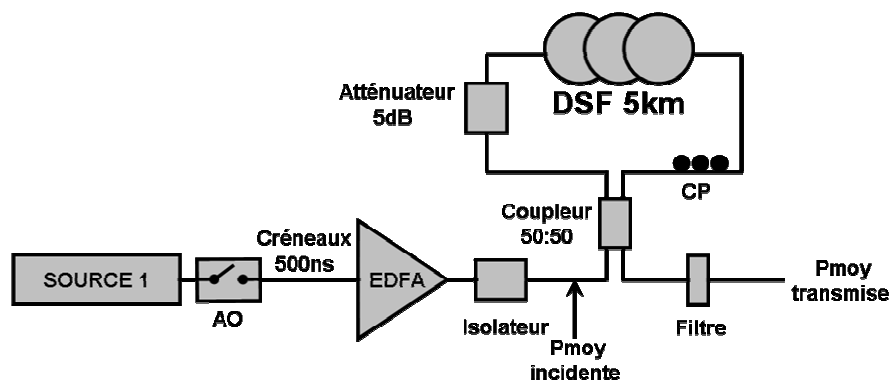 Atténuateur
5dB
DSF 5km
CP
Coupleur
50:50
Créneaux
500ns
SOURCE 1
AO
EDFA
Isolateur
Pmoy
incidente
Filtre
Pmoy
transmise